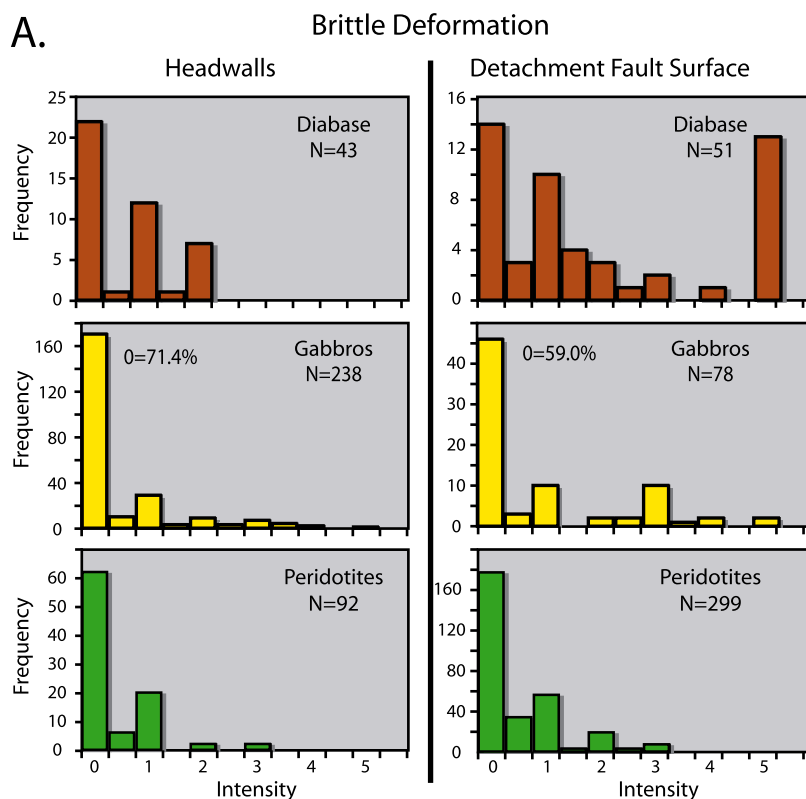 A.
Brittle Deformation
Headwalls
Detachment Fault Surface
Frequency
25
20
15
10
5
0
Diabase
N=43
16
12
8
4
0
Diabase
N=51
Frequency
160
120
80
40
0
0=71.4%
Gabbros
N=238
50
40
30
20
10
0
0=59.0%
Gabbros
N=78
Frequency
60
50
40
30
20
10
0
Peridotites
N=92
0 1 2 3 4 5
Intensity
160
120
80
40
0
Peridotites
N=299
0 1 2 3 4 5
Intensity